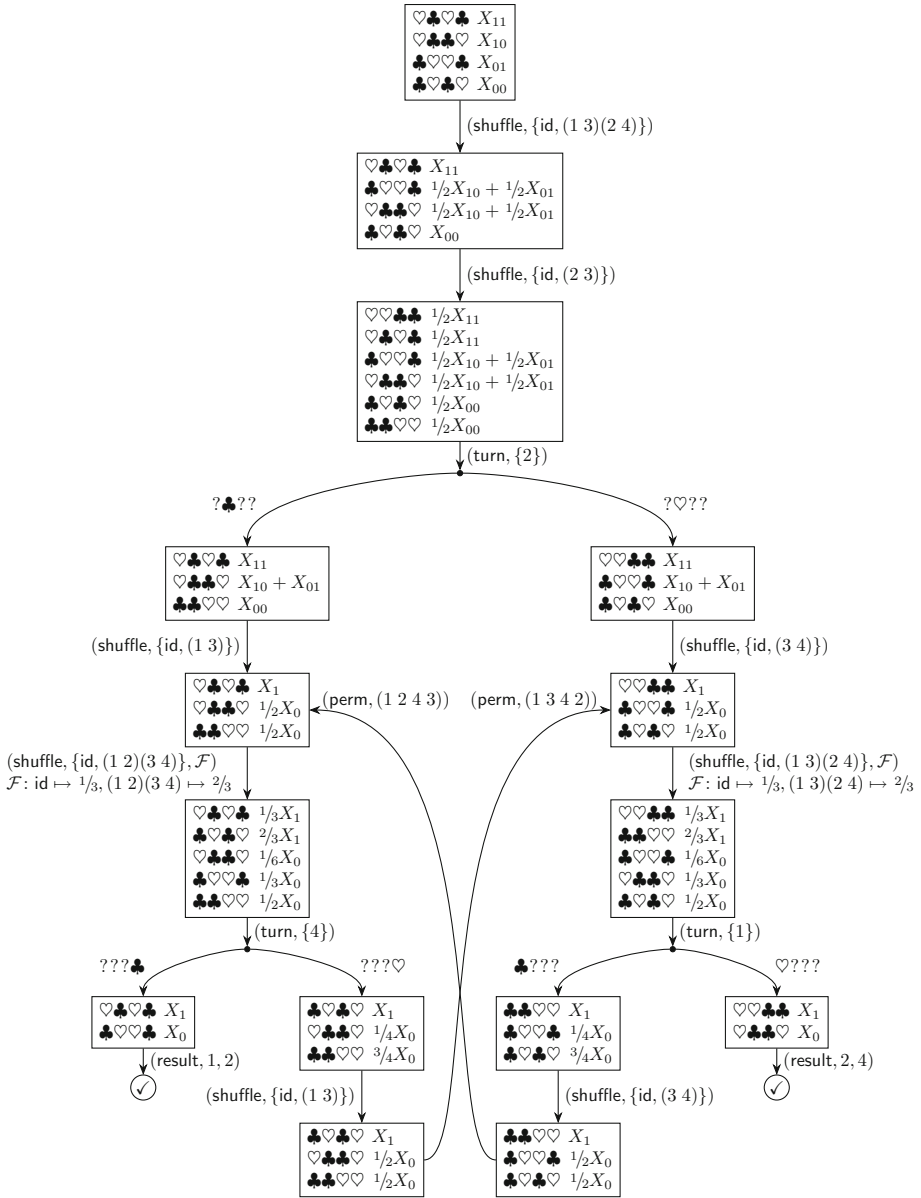 ♡♣♡♣ X₁₁
♡♣♣♡ X₁₀
♣♡♡♣ X₀₁
♣♡♣♡ X₀₀
(shuffle, {id, (1 3)(2 4)})
♡♣♡♣ X₁₁
♣♡♡♣ 1/2X₁₀ + 1/2X₀₁
♡♣♣♡ 1/2X₁₀ + 1/2X₀₁
♣♡♣♡ X₀₀
(shuffle, {id, (2 3)})
♡♡♣♣ 1/2X₁₁
♡♣♡♣ 1/2X₁₁
♣♡♡♣ 1/2X₁₀ + 1/2X₀₁
♡♣♣♡ 1/2X₁₀ + 1/2X₀₁
♣♡♣♡ 1/2X₀₀
♣♣♡♡ 1/2X₀₀
(turn, {2})
?♣??
?♡??
♡♣♡♣ X₁₁
♡♣♣♡ X₁₀ + X₀₁
♣♣♡♡ X₀₀
♡♡♣♣ X₁₁
♣♡♡♣ X₁₀ + X₀₁
♣♡♣♡ X₀₀
(shuffle, {id, (1 3)})
(shuffle, {id, (3 4)})
♡♣♡♣ X₁
♡♣♣♡ 1/2X₀
♣♣♡♡ 1/2X₀
(perm, (1 2 4 3))
(perm, (1 3 4 2))
♡♡♣♣ X₁
♣♡♡♣ 1/2X₀
♣♡♣♡ 1/2X₀
(shuffle, {id, (1 2)(3 4)}, F)
F: id ↦ 1/3, (1 2)(3 4) ↦ 2/3
(shuffle, {id, (1 3)(2 4)}, F)
F: id ↦ 1/3, (1 3)(2 4) ↦ 2/3
♡♣♡♣ 1/3X₁
♣♡♣♡ 2/3X₁
♡♣♣♡ 1/6X₀
♣♡♡♣ 1/3X₀
♣♣♡♡ 1/2X₀
♡♡♣♣ 1/3X₁
♣♣♡♡ 2/3X₁
♣♡♡♣ 1/6X₀
♡♣♣♡ 1/3X₀
♣♡♣♡ 1/2X₀
(turn, {4})
(turn, {1})
???♣
???♡
♣???
♡???
♡♣♡♣ X₁
♣♡♡♣ X₀
♣♡♣♡ X₁
♡♣♣♡ 1/4X₀
♣♣♡♡ 3/4X₀
♣♣♡♡ X₁
♣♡♡♣ 1/4X₀
♣♡♣♡ 3/4X₀
♡♡♣♣ X₁
♡♣♣♡ X₀
(result, 1, 2)
(result, 2, 4)
✓
✓
(shuffle, {id, (1 3)})
(shuffle, {id, (3 4)})
♣♡♣♡ X₁
♡♣♣♡ 1/2X₀
♣♣♡♡ 1/2X₀
♣♣♡♡ X₁
♣♡♡♣ 1/2X₀
♣♡♣♡ 1/2X₀